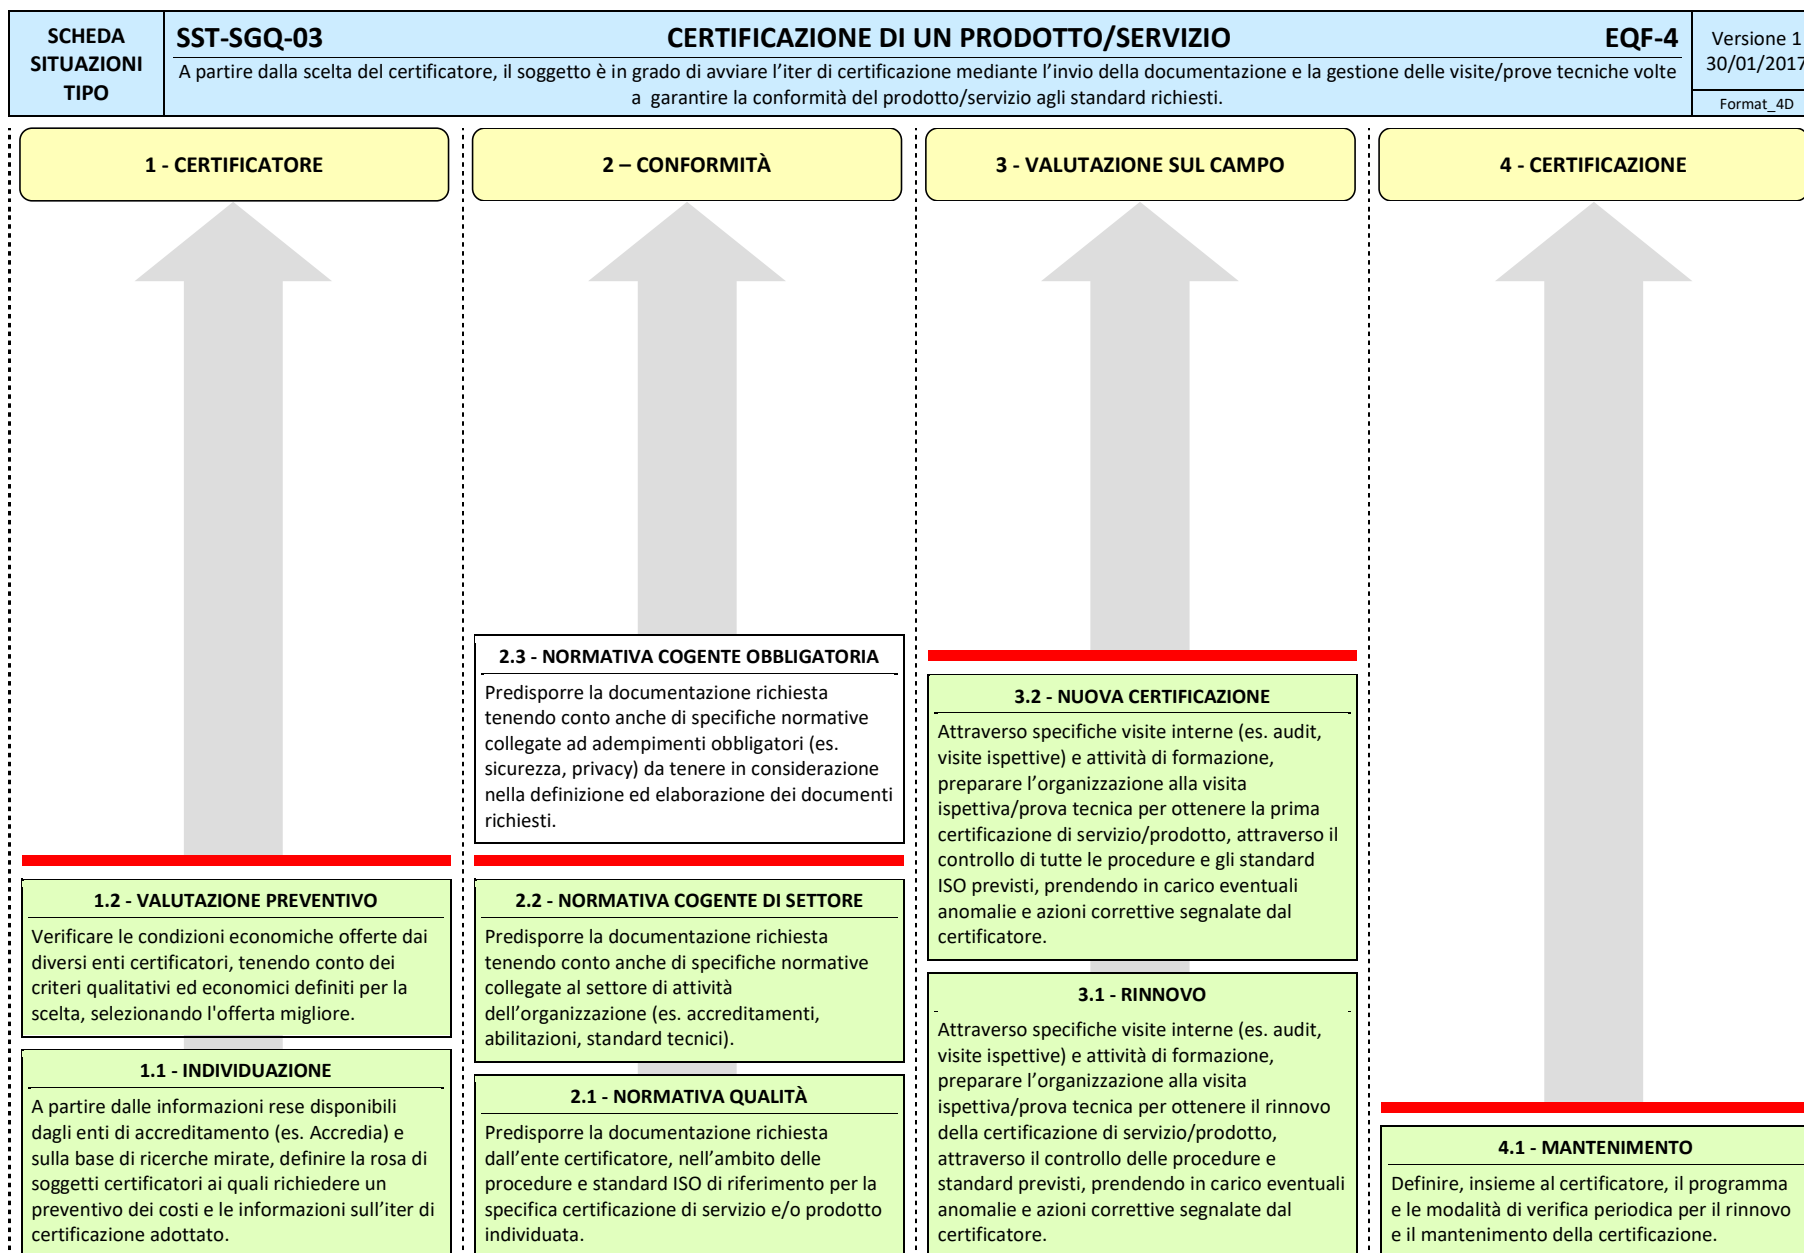 SCHEDA
SITUAZIONI
TIPO
SST-SGQ-03
CERTIFICAZIONE DI UN PRODOTTO/SERVIZIO
EQF-4
A partire dalla scelta del certificatore, il soggetto è in grado di avviare l’iter di certificazione mediante l’invio della documentazione e la gestione delle visite/prove tecniche volte
a garantire la conformità del prodotto/servizio agli standard richiesti.
Versione 1
30/01/2017
Format_4D
1 - CERTIFICATORE
2 – CONFORMITÀ
3 - VALUTAZIONE SUL CAMPO
4 - CERTIFICAZIONE
1.2 - VALUTAZIONE PREVENTIVO
Verificare le condizioni economiche offerte dai
diversi enti certificatori, tenendo conto dei
criteri qualitativi ed economici definiti per la
scelta, selezionando l'offerta migliore.
1.1 - INDIVIDUAZIONE
A partire dalle informazioni rese disponibili
dagli enti di accreditamento (es. Accredia) e
sulla base di ricerche mirate, definire la rosa di
soggetti certificatori ai quali richiedere un
preventivo dei costi e le informazioni sull’iter di
certificazione adottato.
2.3 - NORMATIVA COGENTE OBBLIGATORIA
Predisporre la documentazione richiesta
tenendo conto anche di specifiche normative
collegate ad adempimenti obbligatori (es.
sicurezza, privacy) da tenere in considerazione
nella definizione ed elaborazione dei documenti
richiesti.
2.2 - NORMATIVA COGENTE DI SETTORE
Predisporre la documentazione richiesta
tenendo conto anche di specifiche normative
collegate al settore di attività
dell’organizzazione (es. accreditamenti,
abilitazioni, standard tecnici).
2.1 - NORMATIVA QUALITÀ
Predisporre la documentazione richiesta
dall’ente certificatore, nell’ambito delle
procedure e standard ISO di riferimento per la
specifica certificazione di servizio e/o prodotto
individuata.
3.2 - NUOVA CERTIFICAZIONE
Attraverso specifiche visite interne (es. audit,
visite ispettive) e attività di formazione,
preparare l’organizzazione alla visita
ispettiva/prova tecnica per ottenere la prima
certificazione di servizio/prodotto, attraverso il
controllo di tutte le procedure e gli standard
ISO previsti, prendendo in carico eventuali
anomalie e azioni correttive segnalate dal
certificatore.
3.1 - RINNOVO
Attraverso specifiche visite interne (es. audit,
visite ispettive) e attività di formazione,
preparare l’organizzazione alla visita
ispettiva/prova tecnica per ottenere il rinnovo
della certificazione di servizio/prodotto,
attraverso il controllo delle procedure e
standard previsti, prendendo in carico eventuali
anomalie e azioni correttive segnalate dal
certificatore.
4.1 - MANTENIMENTO
Definire, insieme al certificatore, il programma
e le modalità di verifica periodica per il rinnovo
e il mantenimento della certificazione.